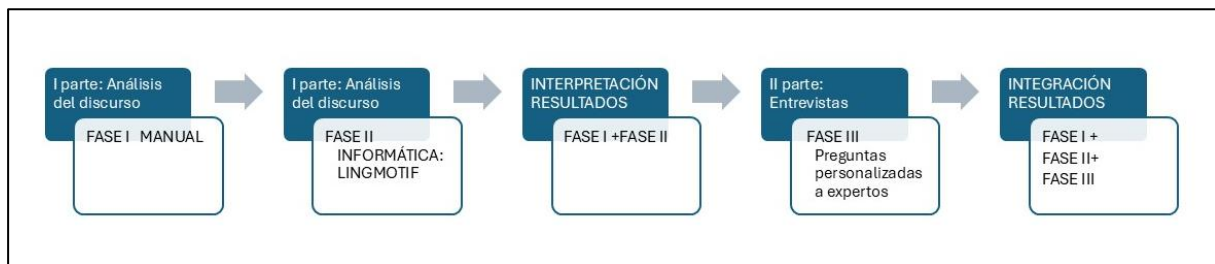 I parte: Análisis
del discurso
FASE I  MANUAL
I parte: Análisis
del discurso
FASE II
INFORMÁTICA:
LINGMOTIF
INTERPRETACIÓN
RESULTADOS
FASE I +FASE II
II parte:
Entrevistas
FASE III
Preguntas
personalizadas
a expertos
INTEGRACIÓN
RESULTADOS
FASE I +
FASE II+
FASE III